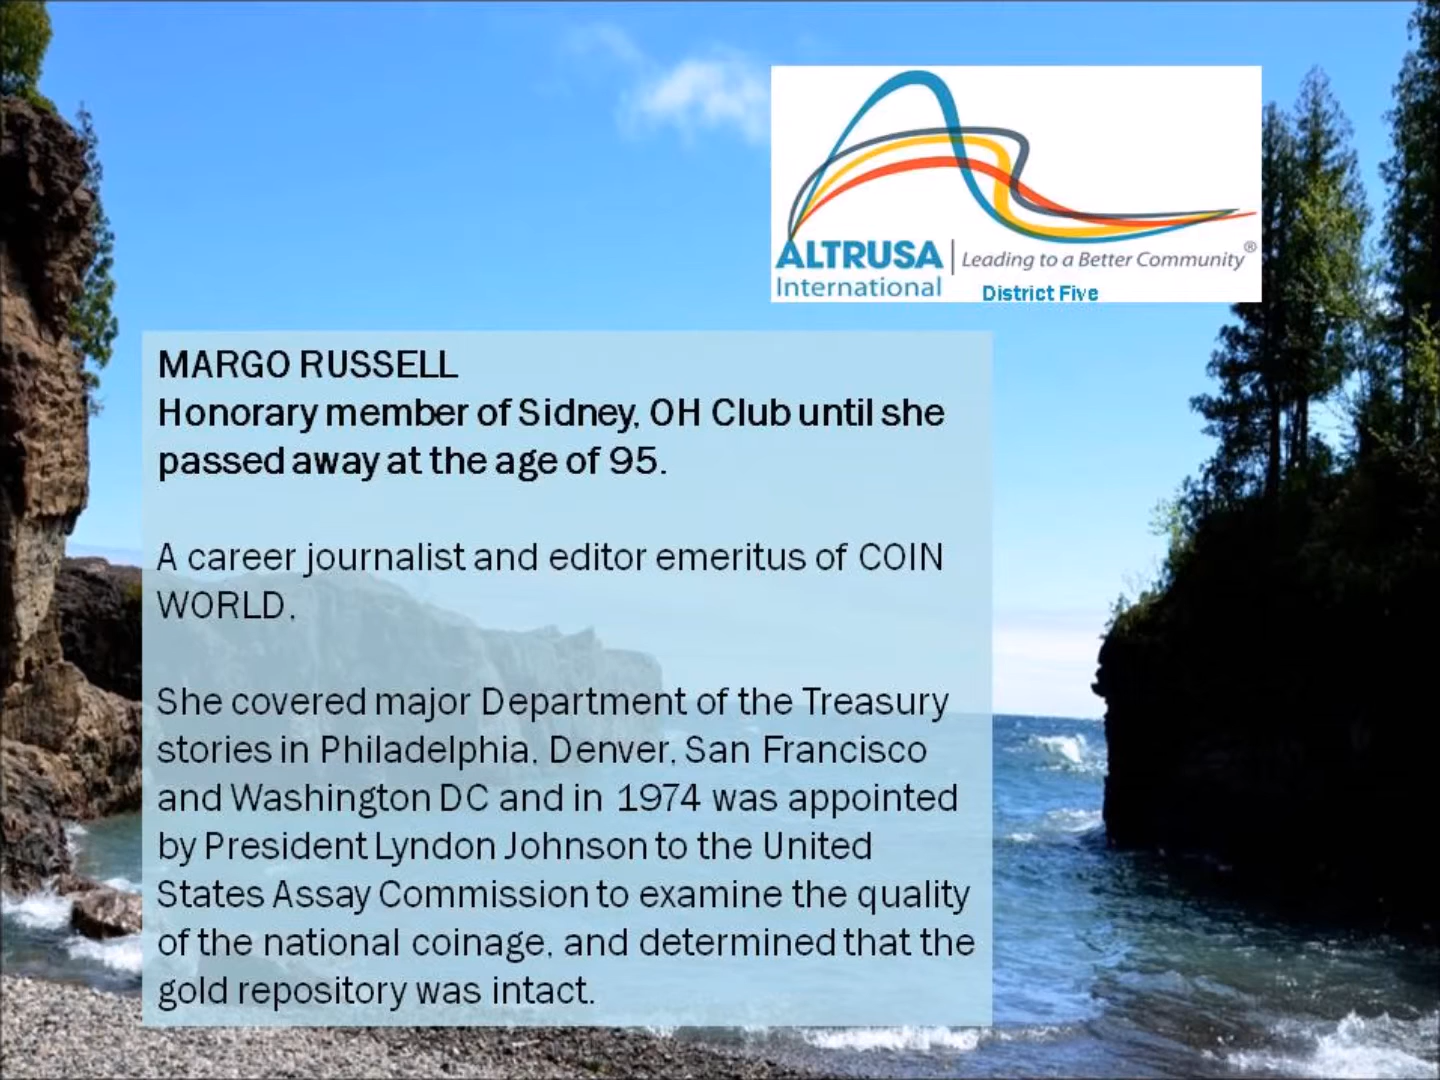 ALTRUSA
International
Leading to a Better Community®
District Five
MARGO RUSSELL
Honorary member of Sidney, OH Club until she
passed away at the age of 95.
A career journalist and editor emeritus of COIN
WORLD.
She covered major Department of the Treasury
stories in Philadelphia, Denver, San Francisco
and Washington DC and in 1974 was appointed
by President Lyndon Johnson to the United
States Assay Commission to examine the quality
of the national coinage, and determined that the
gold repository was intact.